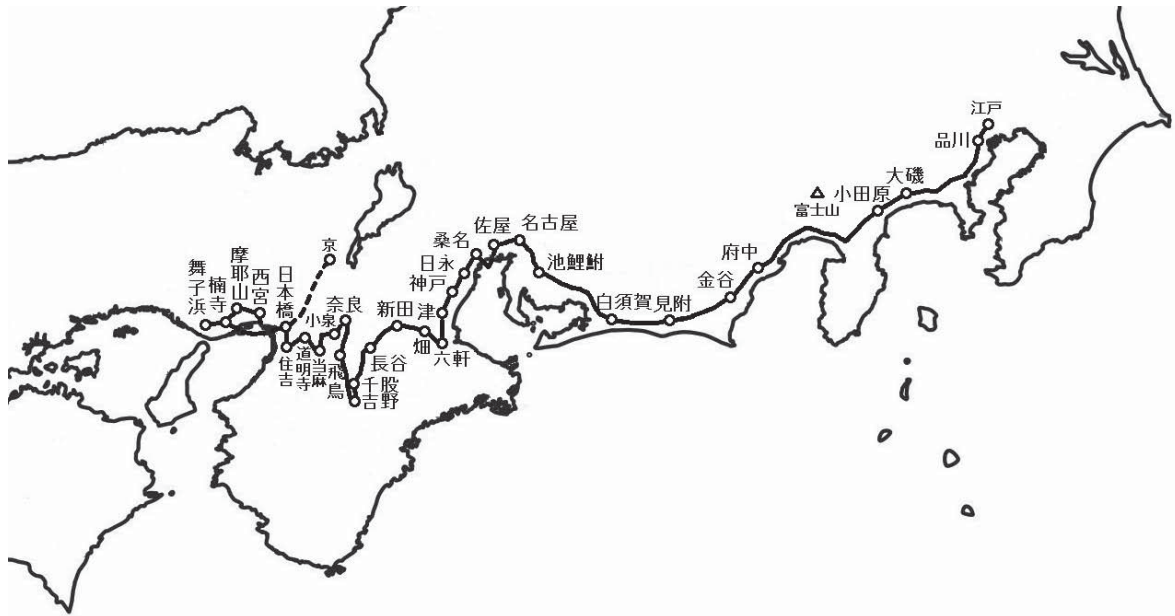 江戸
品川
大磯
小田原
富士山
府中
金谷
見附
白須賀
池鯉鮒
名古屋
佐屋
桑名
日永
神戸
津
六軒
畑
新田
長谷
千股
吉野
飛鳥
奈良
小泉
当麻
道明寺
住吉
日本橋
京
西宮
摩耶山
楠寺
舞子浜